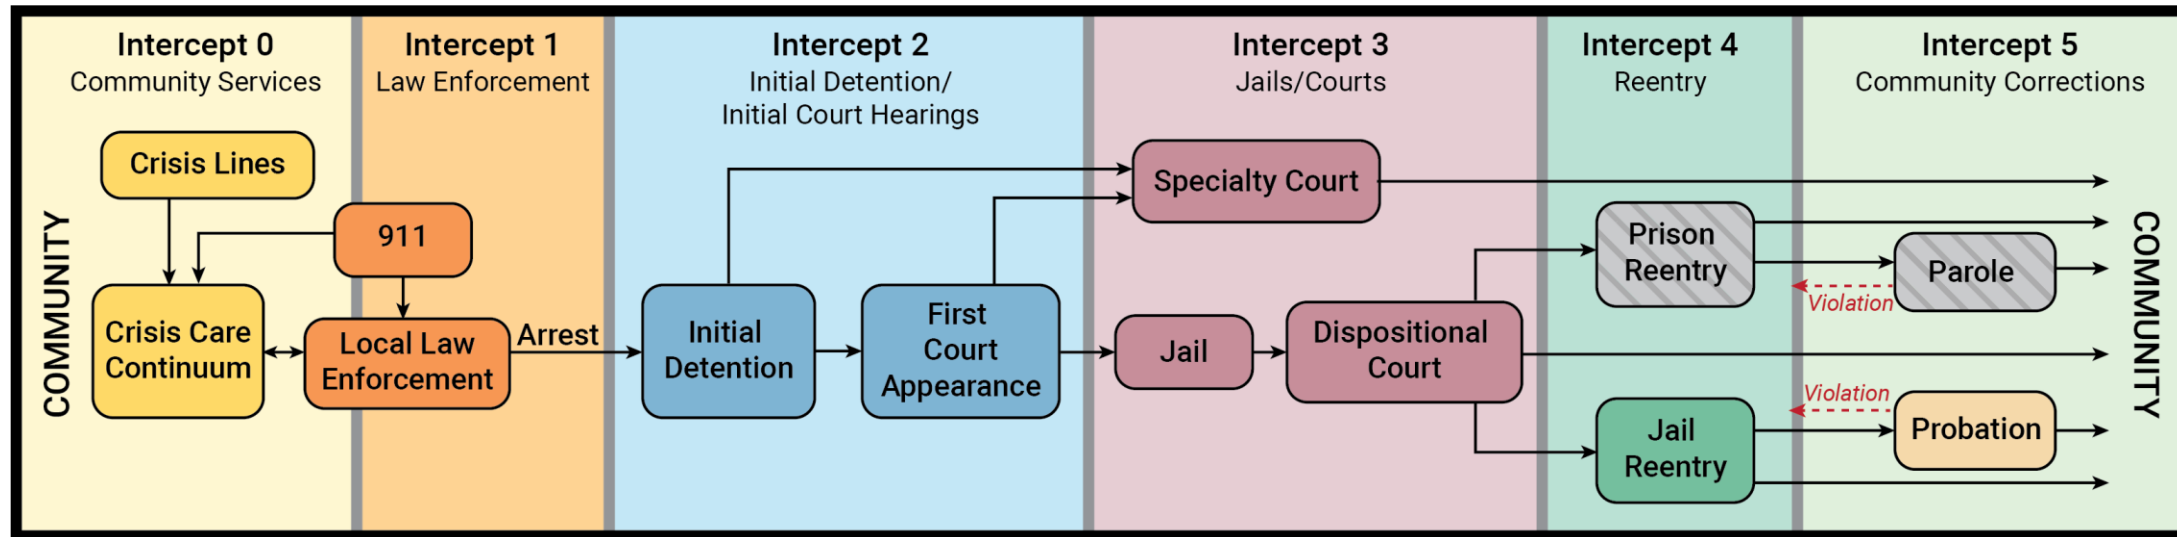 Intercept 0
Community Services
Intercept 1
Law Enforcement
Intercept 2
Initial Detention/
Initial Court Hearings
Intercept 3
Jails/Courts
Intercept 4
Reentry
Intercept 5
Community Corrections
COMMUNITY
Crisis Lines
911
Crisis Care
Continuum
Local Law
Enforcement
Arrest
Initial
Detention
First
Court
Appearance
Specialty Court
Jail
Dispositional
Court
Prison
Reentry
Parole
Violation
Jail
Reentry
Violation
Probation
COMMUNITY